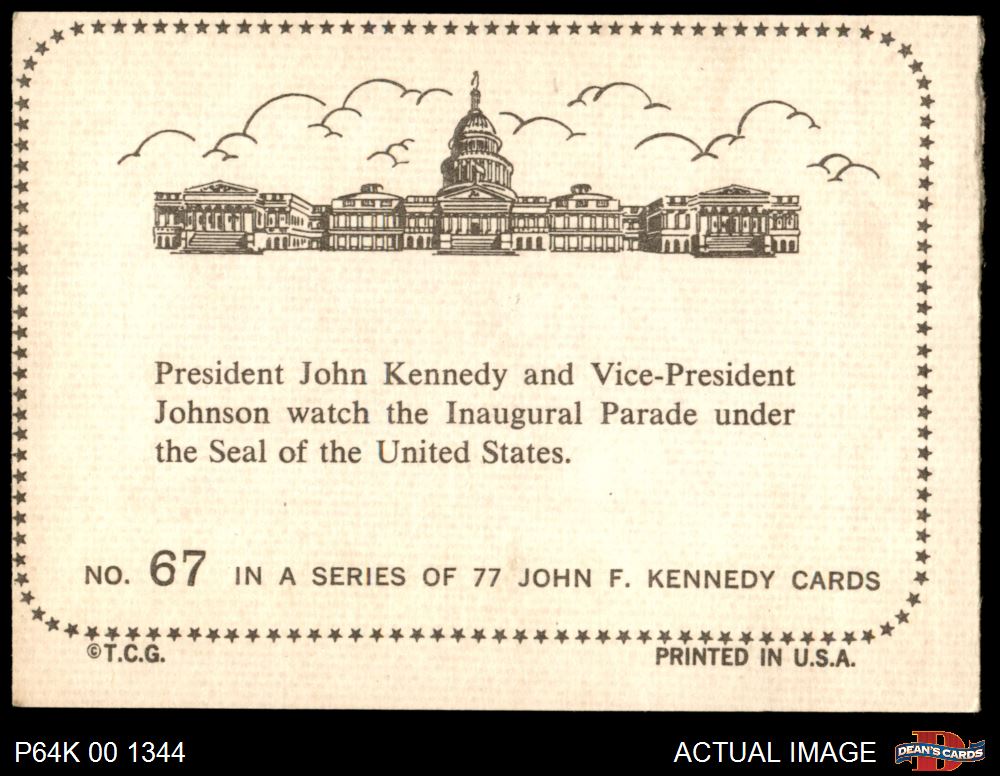 President John Kennedy and Vice-President
Johnson watch the Inaugural Parade under
the Seal of the United States.
NO. 67 IN A SERIES OF 77 JOHN F. KENNEDY CARDS
©T.C.G.
PRINTED IN U.S.A.
P64K 00 1344
ACTUAL IMAGE
DEAN'S CARDS